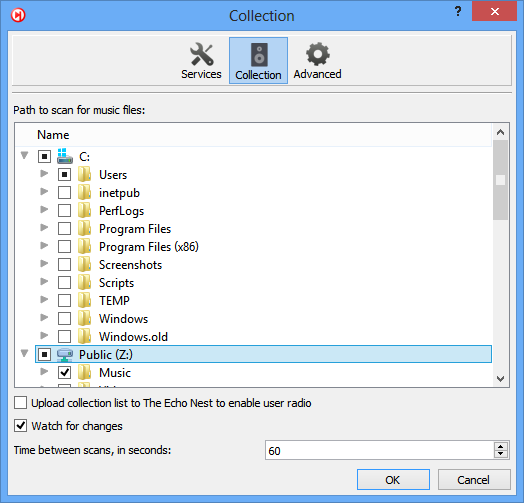 Collection
?
Services
Collection
Advanced
Path to scan for music files:
Name
C:
Users
inetpub
PerfLogs
Program Files
Program Files (x86)
Screenshots
Scripts
TEMP
Windows
Windows.old
Public (Z:)
Music
Upload collection list to The Echo Nest to enable user radio
Watch for changes
Time between scans, in seconds: 60
OK
Cancel